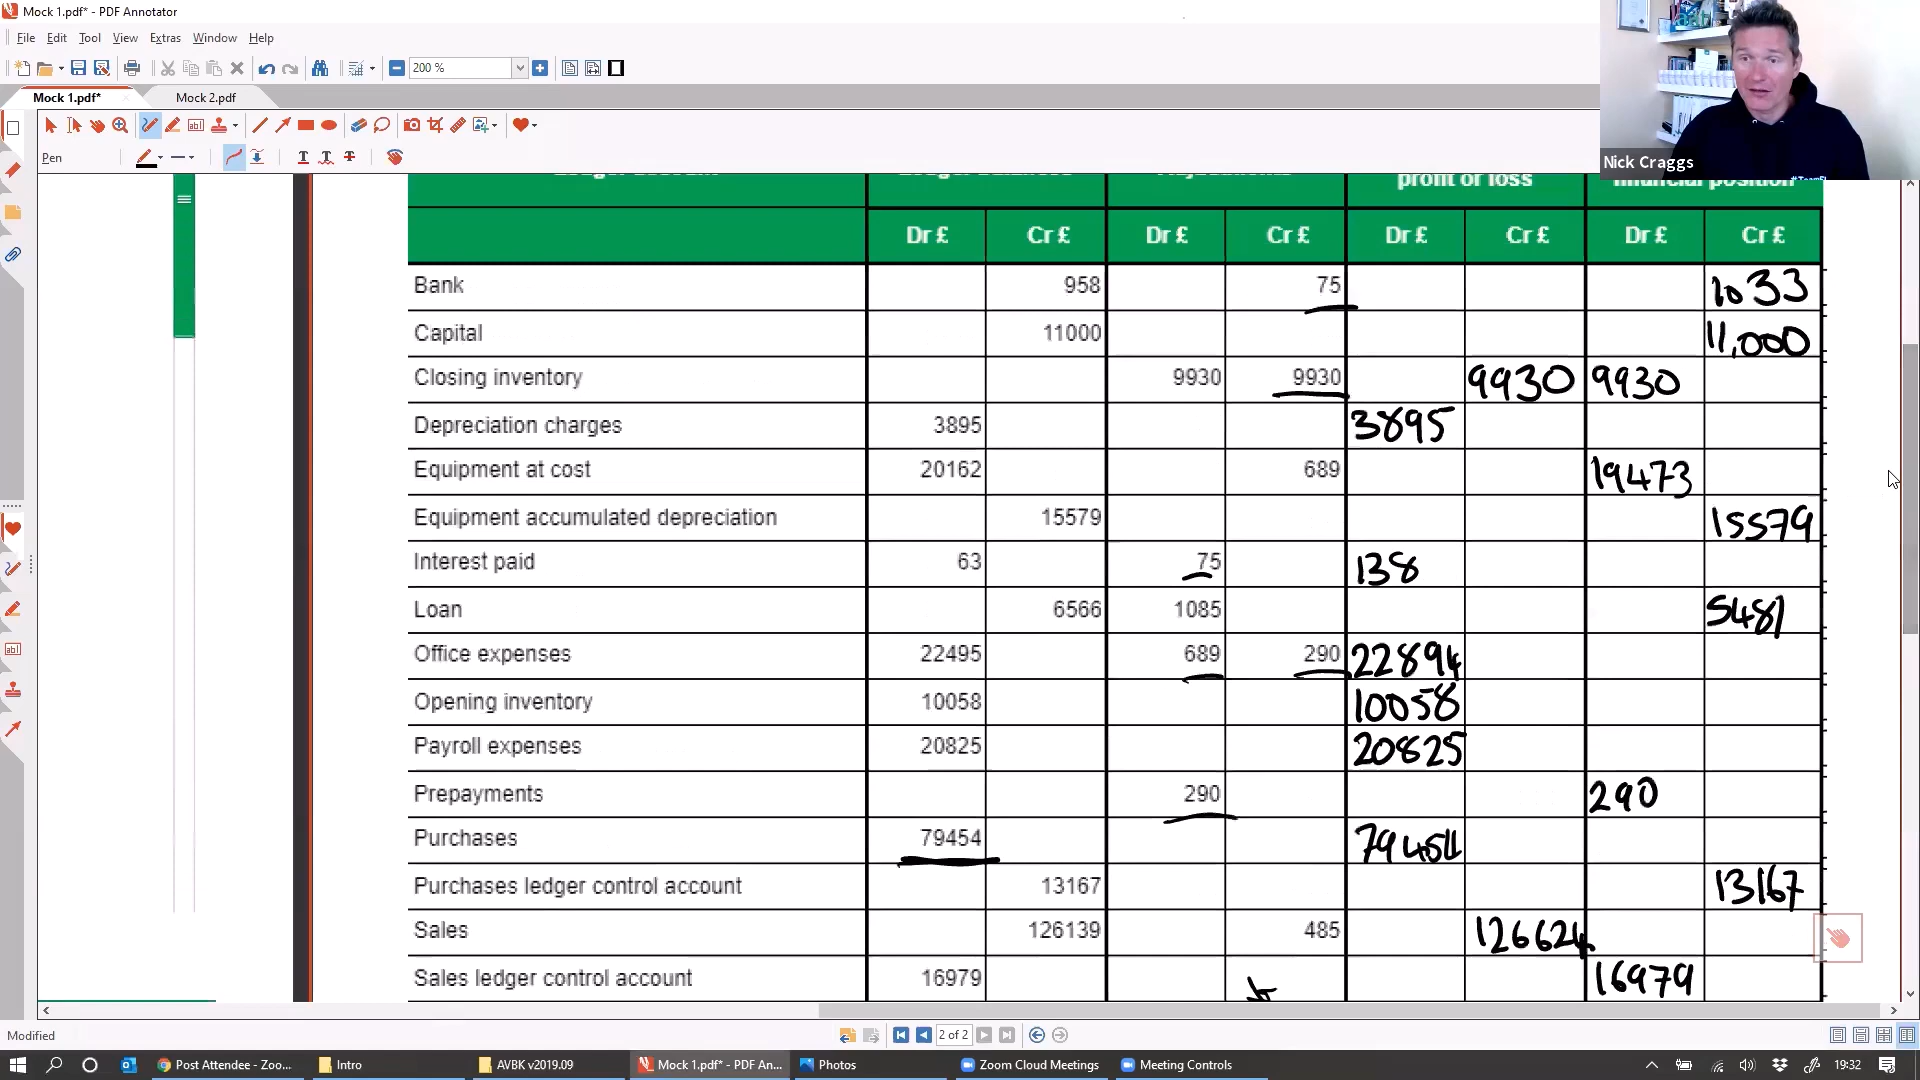 Mock 1.pdf* - PDF Annotator
File Edit Tool View Extras Window Help
200 %
Mock 1.pdf* Mock 2.pdf
Pen
Nick Craggs
profit or loss financial position
Dr £ Cr £ Dr £ Cr £ Dr £ Cr £ Dr £ Cr £
Bank 958 75 1033
Capital 11000 11,000
Closing inventory 9930 9930 9930 9930
Depreciation charges 3895 3895
Equipment at cost 20162 689 19473
Equipment accumulated depreciation 15579 15579
Interest paid 63 75 138
Loan 6566 1085 5481
Office expenses 22495 689 290 22894
Opening inventory 10058 10058
Payroll expenses 20825 20825
Prepayments 290 290
Purchases 79454 79454
Purchases ledger control account 13167 13167
Sales 126139 485 126624
Sales ledger control account 16979 16979
Modified 2 of 2
Post Attendee - Zoo... Intro AVBK v2019.09 Mock 1.pdf* - PDF An... Photos Zoom Cloud Meetings Meeting Controls 19:32